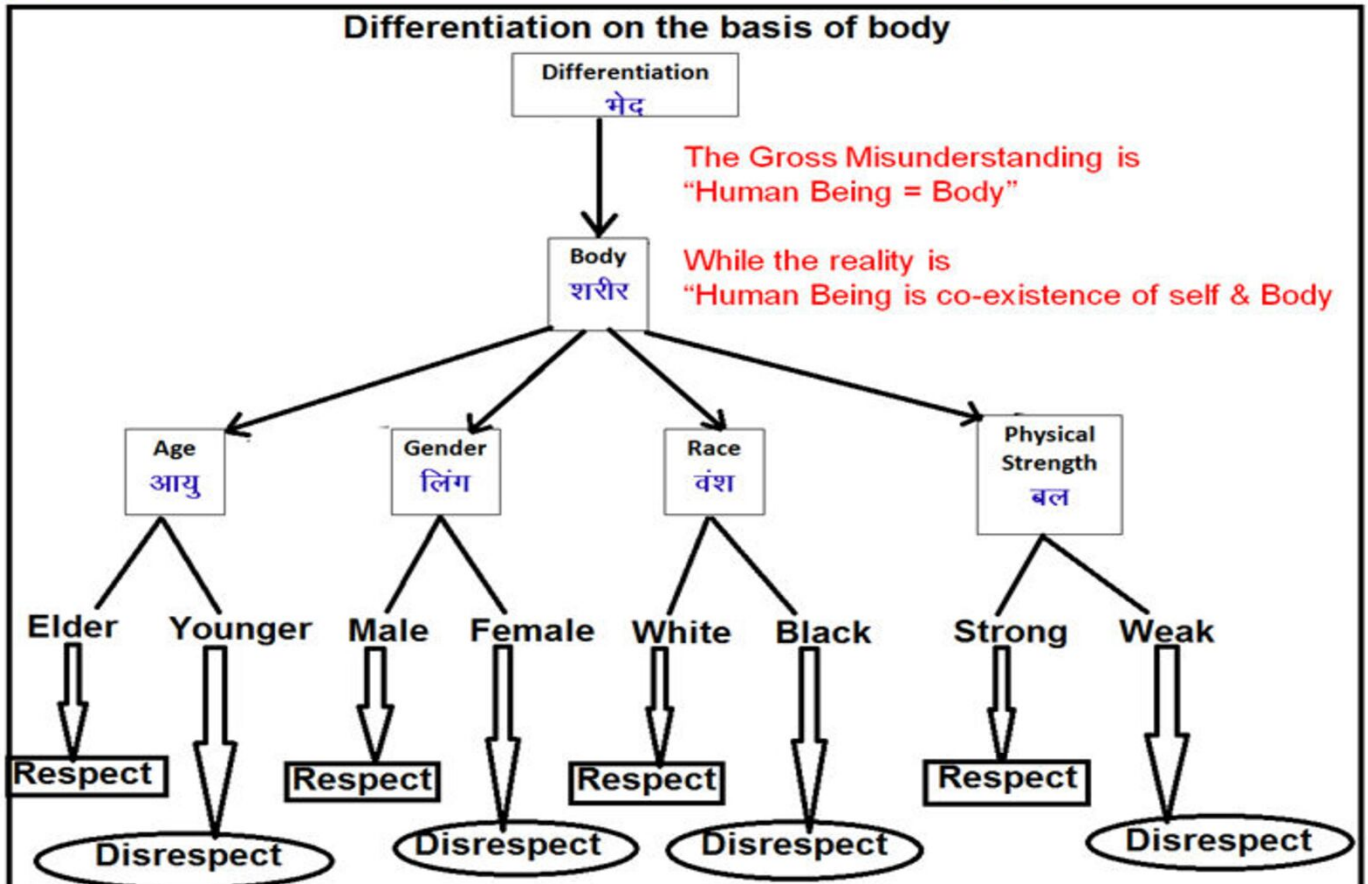 Differentiation on the basis of body
Differentiation
भेद
The Gross Misunderstanding is
“Human Being = Body”
Body
शरीर
While the reality is
“Human Being is co-existence of self & Body
Age
आयु
Gender
लिंग
Race
वंश
Physical
Strength
बल
Elder Younger Male Female White Black Strong Weak
Respect Respect Respect Respect
Disrespect Disrespect Disrespect Disrespect